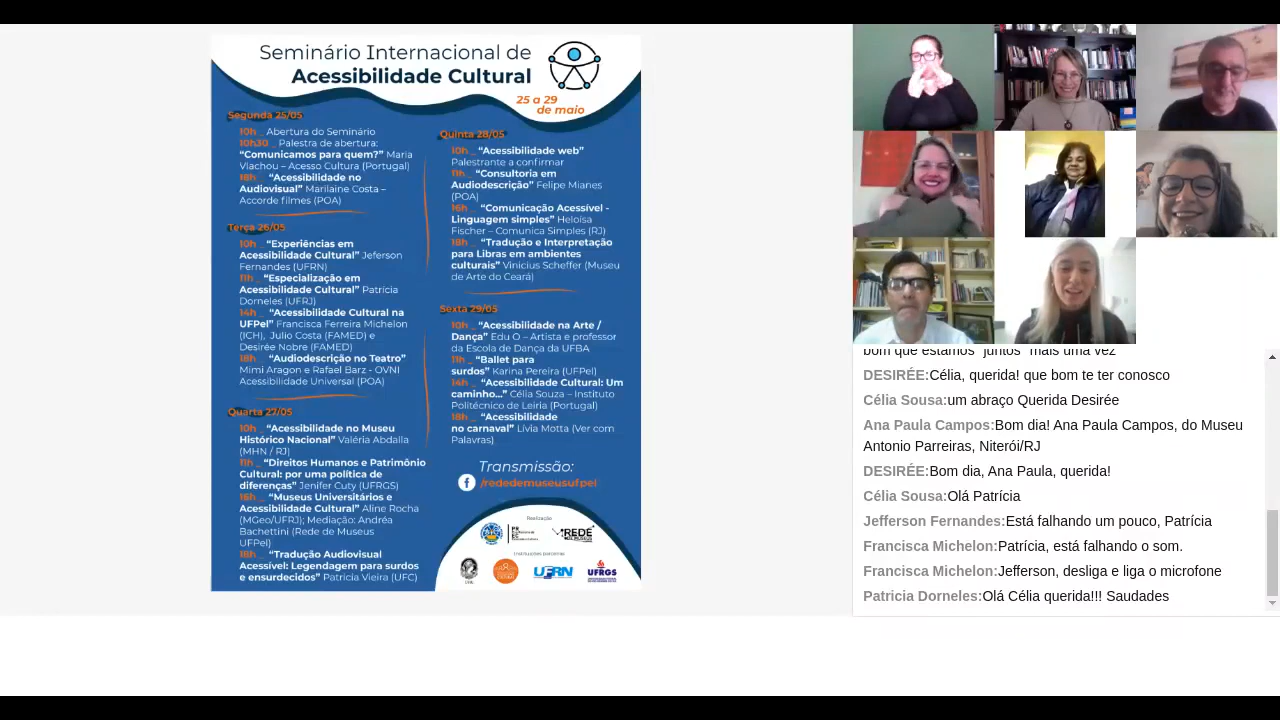 Seminário Internacional de
Acessibilidade Cultural
25 a 29
de maio
Segunda 25/05
10h _ Abertura do Seminário
10h30 _ Palestra de abertura:
“Comunicamos para quem?” Maria
Vlachou – Acesso Cultura (Portugal)
18h _ “Acessibilidade no
Audiovisual” Marilaine Costa –
Accorde filmes (POA)
Terça 26/05
10h _ “Experiências em
Acessibilidade Cultural” Jeferson
Fernandes (UFRN)
11h _ “Especialização em
Acessibilidade Cultural” Patrícia
Dorneles (UFRJ)
14h _ “Acessibilidade Cultural na
UFPel” Francisca Ferreira Michelon
(ICH), Julio Costa (FAMED) e
Desirée Nobre (FAMED)
18h _ “Audiodescrição no Teatro”
Mimi Aragon e Rafael Barz - OVNI
Acessibilidade Universal (POA)
Quarta 27/05
10h _ “Acessibilidade no Museu
Histórico Nacional” Valéria Abdalla
(MHN / RJ)
11h _ “Direitos Humanos e Patrimônio
Cultural: por uma política de
diferenças” Jenifer Cuty (UFRGS)
16h _ “Museus Universitários e
Acessibilidade Cultural” Aline Rocha
(MGeo/UFRJ); Mediação: Andréa
Bachettini (Rede de Museus
UFPel)
18h _ “Tradução Audiovisual
Acessível: Legendagem para surdos
e ensurdecidos” Patrícia Vieira (UFC)
Quinta 28/05
10h _ “Acessibilidade web”
Palestrante a confirmar
11h _ “Consultoria em
Audiodescrição” Felipe Mianes
(POA)
16h _ “Comunicação Acessível -
Linguagem simples” Heloísa
Fischer – Comunica Simples (RJ)
18h _ “Tradução e Interpretação
para Libras em ambientes
culturais” Vinicius Scheffer (Museu
de Arte do Ceará)
Sexta 29/05
10h _ “Acessibilidade na Arte /
Dança” Edu O – Artista e professor
da Escola de Dança da UFBA
11h _ “Ballet para
surdos” Karina Pereira (UFPel)
14h _ “Acessibilidade Cultural: Um
caminho...” Célia Souza – Instituto
Politécnico de Leiria (Portugal)
18h _ “Acessibilidade
no carnaval” Lívia Motta (Ver com
Palavras)
Transmissão:
/rededemuseusufpel
Realização
REDE
UFRN
UFRGS
bom que estamos "juntos" mais uma vez
DESIRÉE:Célia, querida! que bom te ter conosco
Célia Sousa:um abraço Querida Desirée
Ana Paula Campos:Bom dia! Ana Paula Campos, do Museu
Antonio Parreiras, Niterói/RJ
DESIRÉE:Bom dia, Ana Paula, querida!
Célia Sousa:Olá Patrícia
Jefferson Fernandes:Está falhando um pouco, Patrícia
Francisca Michelon:Patrícia, está falhando o som.
Francisca Michelon:Jefferson, desliga e liga o microfone
Patricia Dorneles:Olá Célia querida!!! Saudades